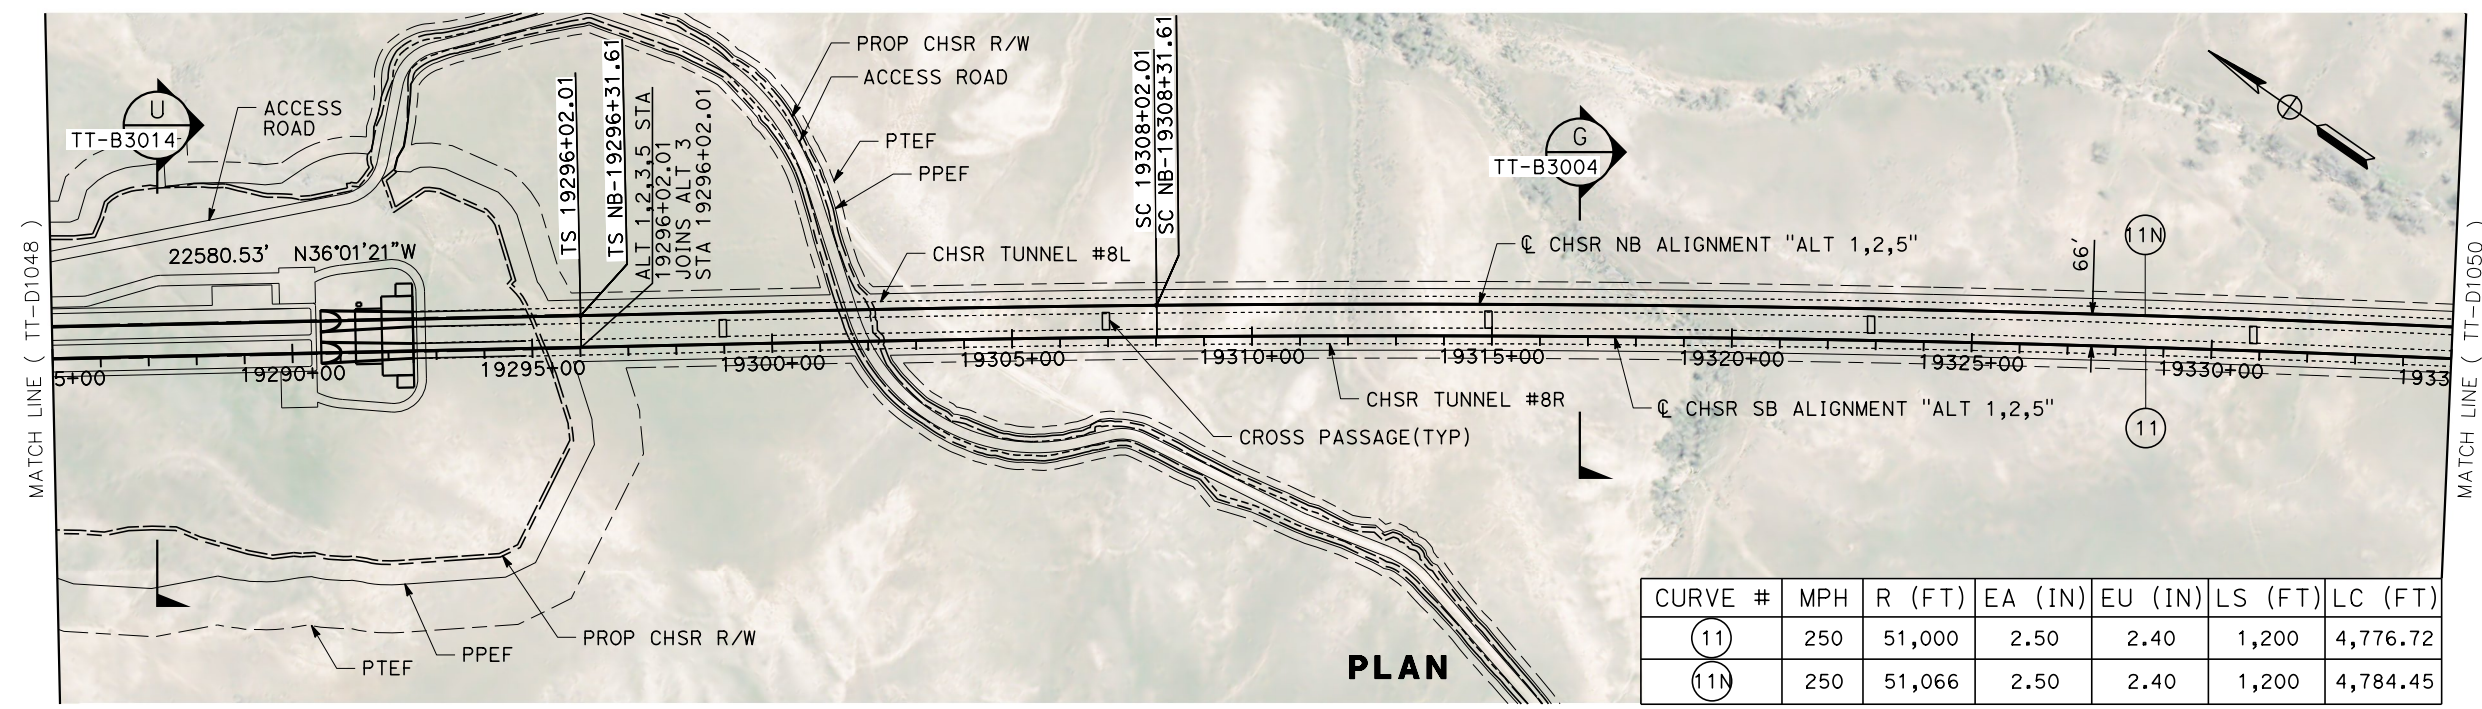 MATCH LINE ( TT-D1048 )
U
TT-B3014
ACCESS
ROAD
22580.53' N36°01'21"W
TS 19296+02.01
TS NB-19296+31.61
ALT 1,2,3,5 STA
19296+02.01
JOINS ALT 3
STA 19296+02.01
PROP CHSR R/W
ACCESS ROAD
PTEF
PPEF
CHSR TUNNEL #8L
SC 19308+02.01
SC NB-19308+31.61
G
TT-B3004
℄ CHSR NB ALIGNMENT "ALT 1,2,5"
66'
11N
MATCH LINE ( TT-D1050 )
5+00
19290+00
19295+00
19300+00
19305+00
19310+00
19315+00
19320+00
19325+00
19330+00
1933
CHSR TUNNEL #8R
℄ CHSR SB ALIGNMENT "ALT 1,2,5"
11
CROSS PASSAGE(TYP)
PROP CHSR R/W
PPEF
PTEF
PLAN
CURVE # MPH R (FT) EA (IN) EU (IN) LS (FT) LC (FT)
11 250 51,000 2.50 2.40 1,200 4,776.72
11N 250 51,066 2.50 2.40 1,200 4,784.45